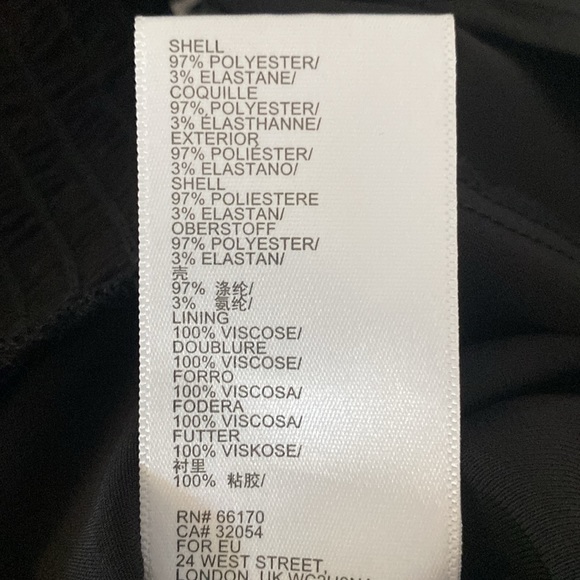 SHELL
97% POLYESTER/
3% ELASTANE/
COQUILLE
97% POLYESTER/
3% ÉLASTHANNE/
EXTERIOR
97% POLIÉSTER/
3% ELASTANO/
SHELL
97% POLIESTERE
3% ELASTAN/
OBERSTOFF
97% POLYESTER/
3% ELASTAN/
壳
97% 涤纶/
3% 氨纶/
LINING
100% VISCOSE/
DOUBLURE
100% VISCOSE/
FORRO
100% VISCOSA/
FODERA
100% VISCOSA/
FUTTER
100% VISKOSE/
衬里
100% 粘胶/
RN# 66170
CA# 32054
FOR EU
24 WEST STREET,
LONDON, UK